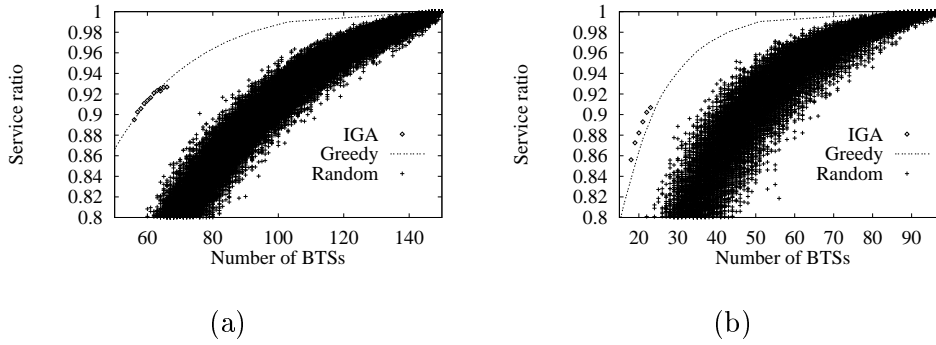 1
0.98
0.96
0.94
0.92
0.9
0.88
0.86
0.84
0.82
0.8
Service ratio
60 80 100 120 140
Number of BTSs
IGA
Greedy
Random
(a)
1
0.98
0.96
0.94
0.92
0.9
0.88
0.86
0.84
0.82
0.8
Service ratio
20 30 40 50 60 70 80 90
Number of BTSs
IGA
Greedy
Random
(b)